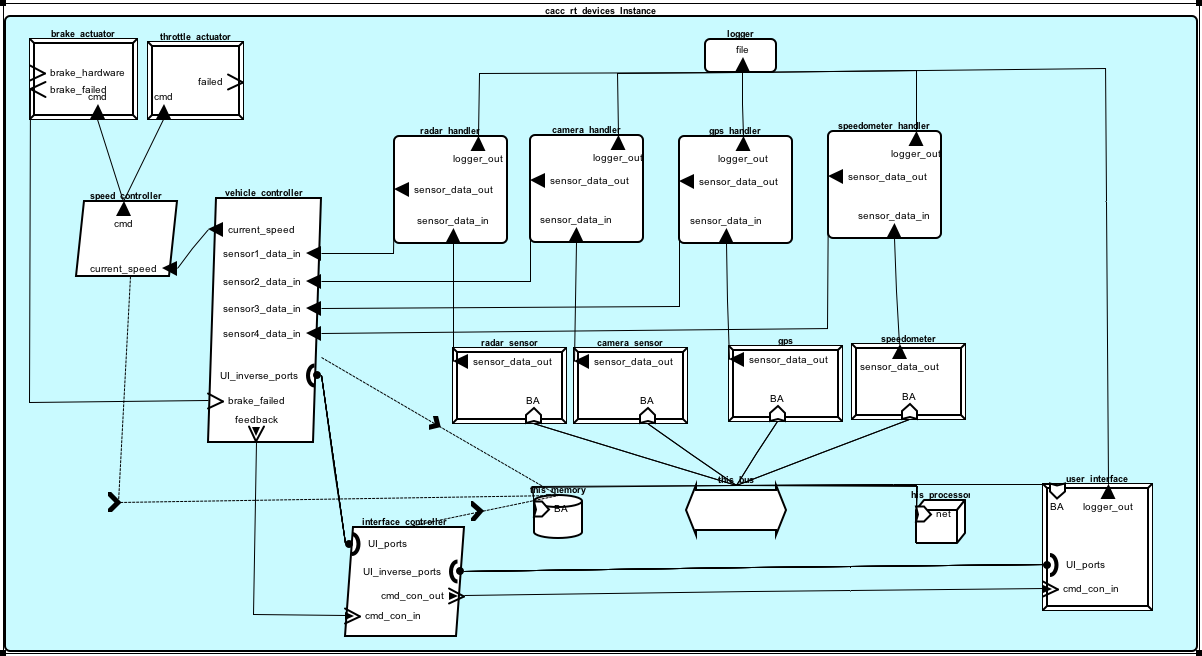 cacc_rt_devices_Instance
brake_actuator
brake_hardware
brake_failed
cmd
throttle_actuator
failed
cmd
logger
file
radar_handler
logger_out
sensor_data_out
sensor_data_in
camera_handler
logger_out
sensor_data_out
sensor_data_in
gps_handler
logger_out
sensor_data_out
sensor_data_in
speedometer_handler
logger_out
sensor_data_out
sensor_data_in
speed_controller
cmd
current_speed
vehicle_controller
current_speed
sensor1_data_in
sensor2_data_in
sensor3_data_in
sensor4_data_in
UI_inverse_ports
brake_failed
feedback
radar_sensor
sensor_data_out
BA
camera_sensor
sensor_data_out
BA
gps
sensor_data_out
BA
speedometer
sensor_data_out
BA
this_memory
BA
this_bus
his_processor
net
user_interface
BA
logger_out
UI_ports
cmd_con_in
interface_controller
UI_ports
UI_inverse_ports
cmd_con_out
cmd_con_in